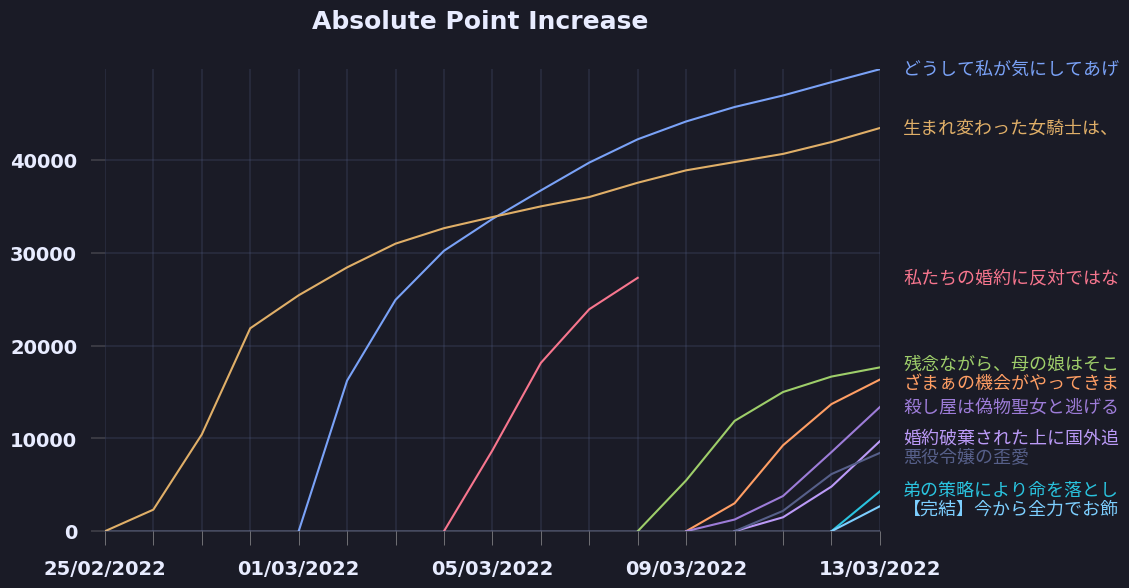 Absolute Point Increase
どうして私が気にしてあげ
生まれ変わった女騎士は、
40000
30000
私たちの婚約に反対ではな
20000
残念ながら、母の娘はそこ
ざまぁの機会がやってきま
殺し屋は偽物聖女と逃げる
10000
婚約破棄された上に国外追
悪役令嬢の歪愛
弟の策略により命を落とし
【完結】今から全力でお飾
0
25/02/2022
01/03/2022
05/03/2022
09/03/2022
13/03/2022